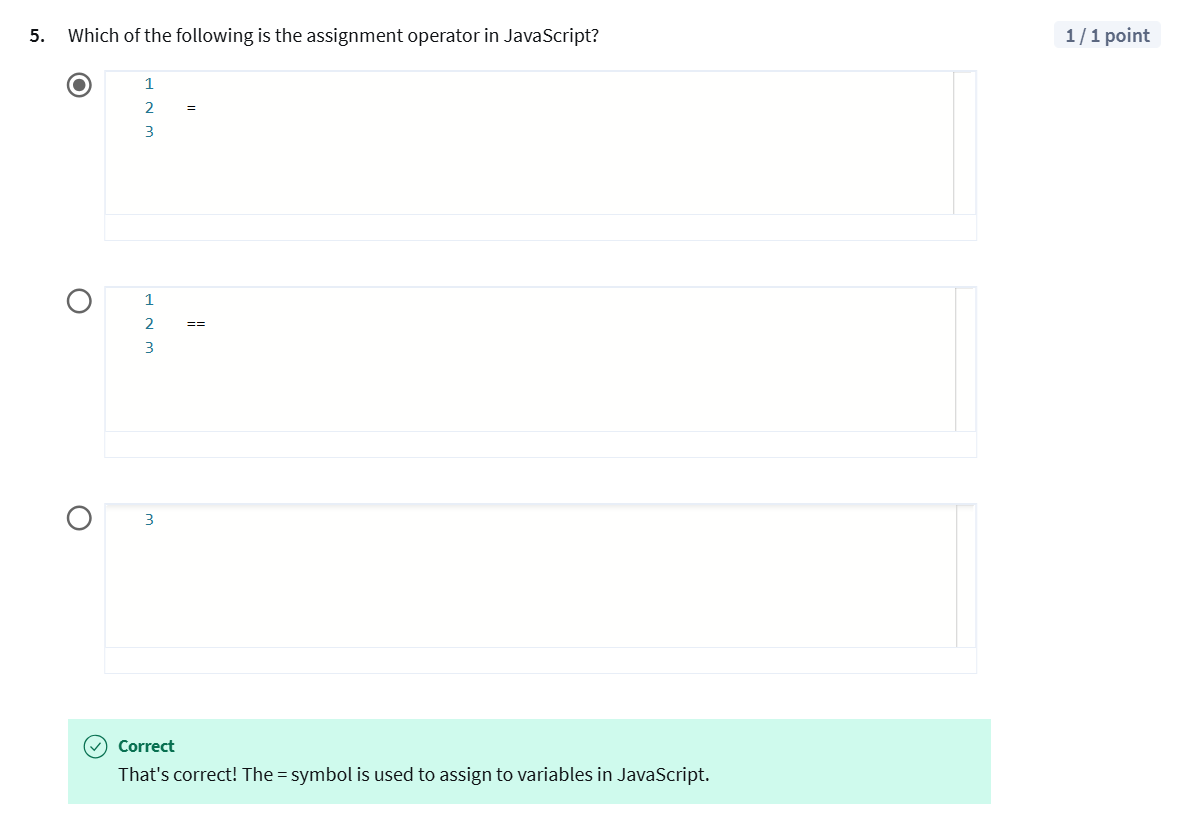 5. Which of the following is the assignment operator in JavaScript? 1 / 1 point
1
2 =
3
1
2 ==
3
3
Correct
That's correct! The = symbol is used to assign to variables in JavaScript.